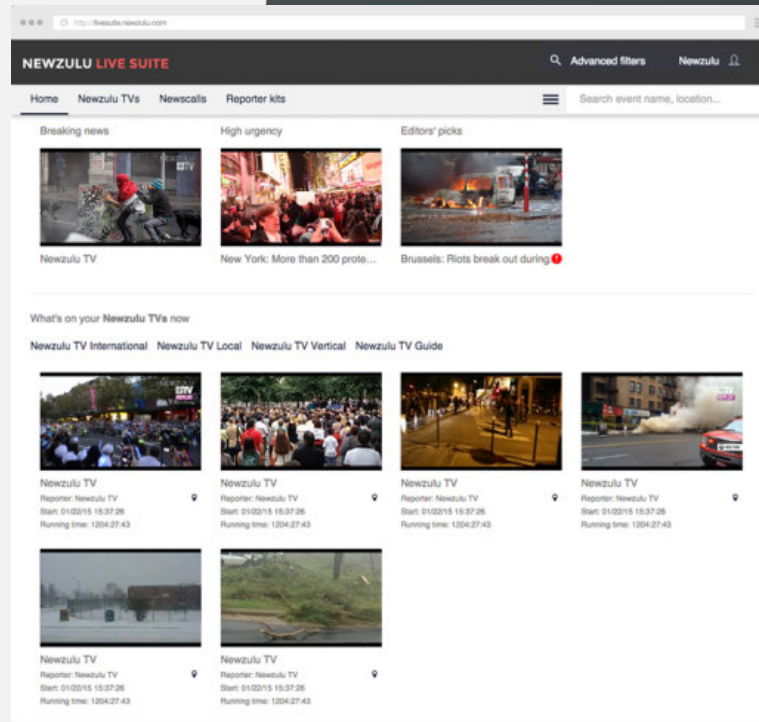 http://livesuite.newzulu.com
NEWZULU LIVE SUITE
Advanced filters
Newzulu
Home
Newzulu TVs
Newscalls
Reporter kits
Search event name, location...
Breaking news
High urgency
Editors' picks
Newzulu TV
New York: More than 200 prote...
Brussels: Riots break out during
What's on your Newzulu TVs now
Newzulu TV International
Newzulu TV Local
Newzulu TV Vertical
Newzulu TV Guide
Newzulu TV
Reporter: Newzulu TV
Start: 01/22/15 15:37:26
Running time: 1204:27:43
Newzulu TV
Reporter: Newzulu TV
Start: 01/22/15 15:37:26
Running time: 1204:27:43
Newzulu TV
Reporter: Newzulu TV
Start: 01/22/15 15:37:26
Running time: 1204:27:43
Newzulu TV
Reporter: Newzulu TV
Start: 01/22/15 15:37:26
Running time: 1204:27:43
Newzulu TV
Reporter: Newzulu TV
Start: 01/22/15 15:37:26
Running time: 1204:27:43
Newzulu TV
Reporter: Newzulu TV
Start: 01/22/15 15:37:26
Running time: 1204:27:43